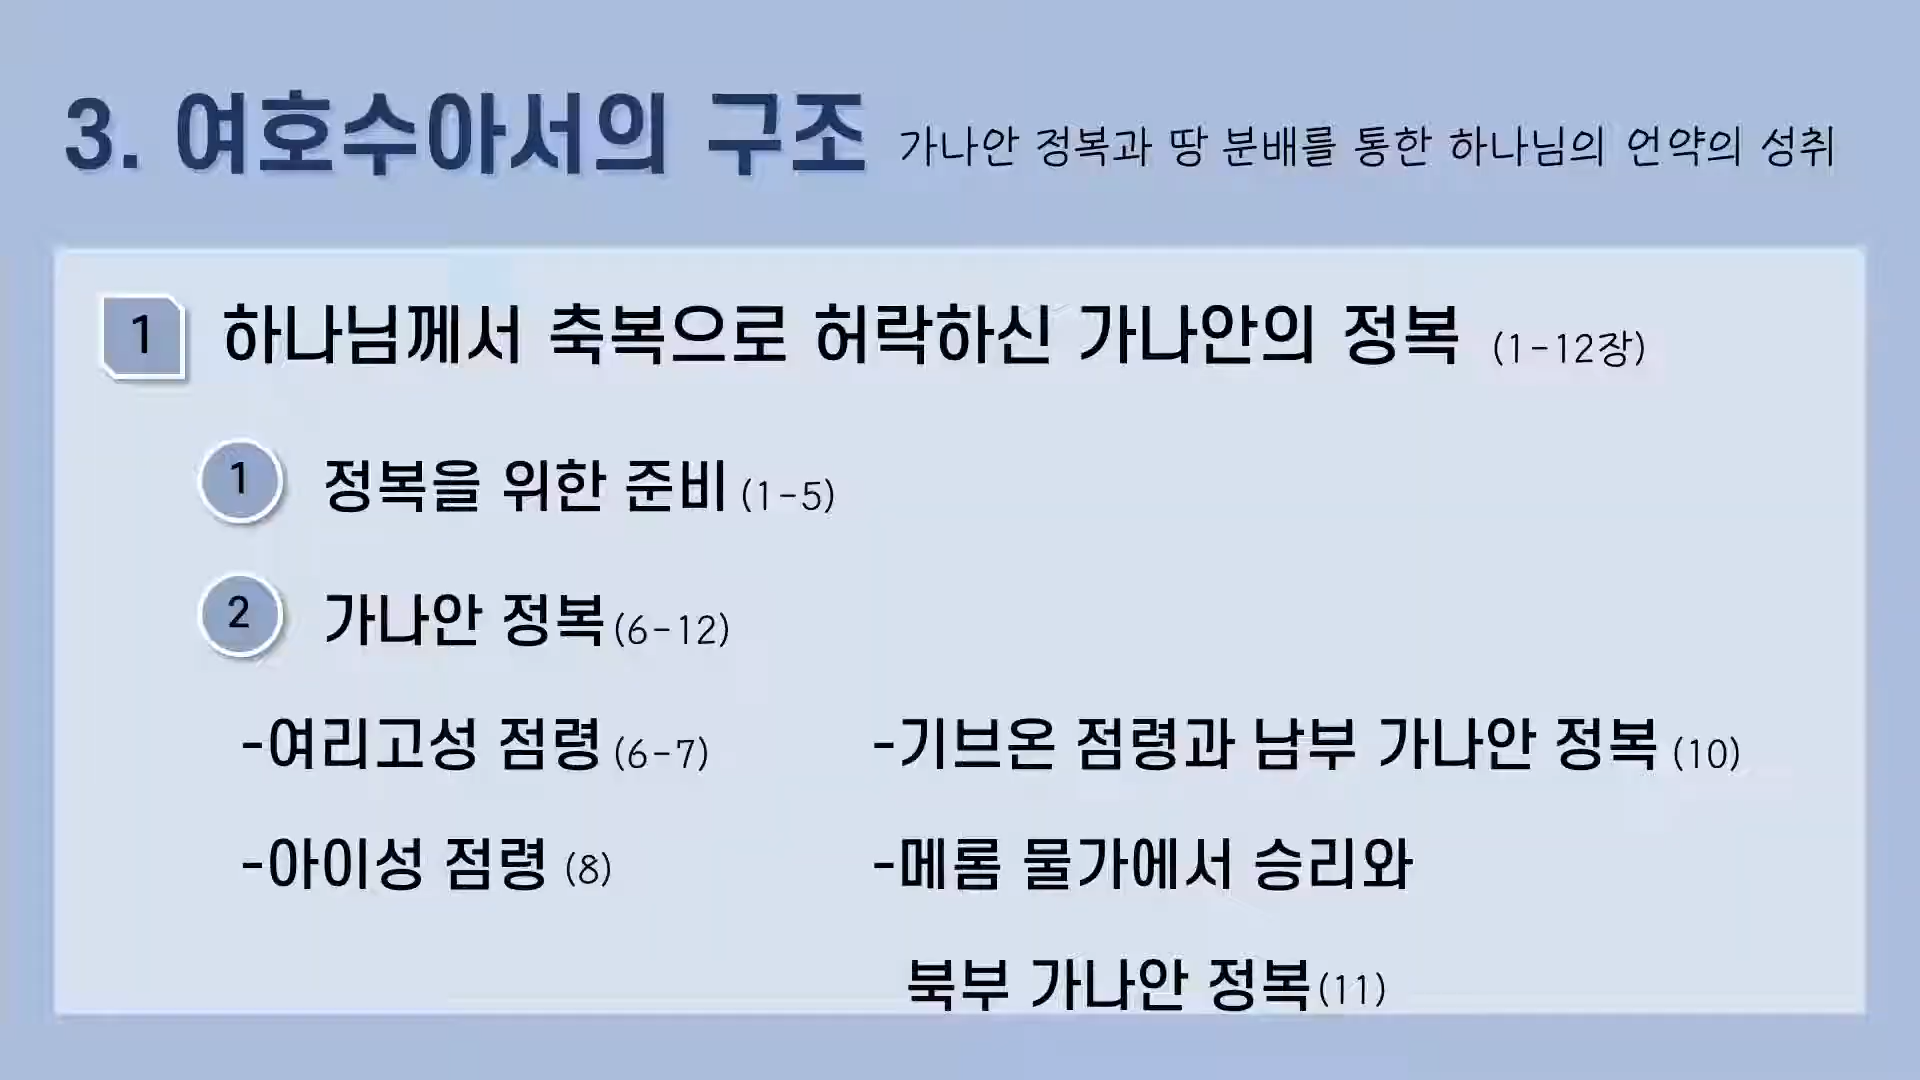 3. 여호수아서의 구조 가나안 정복과 땅 분배를 통한 하나님의 언약의 성취
1 하나님께서 축복으로 허락하신 가나안의 정복 (1-12장)
1 정복을 위한 준비 (1-5)
2 가나안 정복 (6-12)
-여리고성 점령 (6-7)
-아이성 점령 (8)
-기브온 점령과 남부 가나안 정복 (10)
-메롬 물가에서 승리와
북부 가나안 정복 (11)